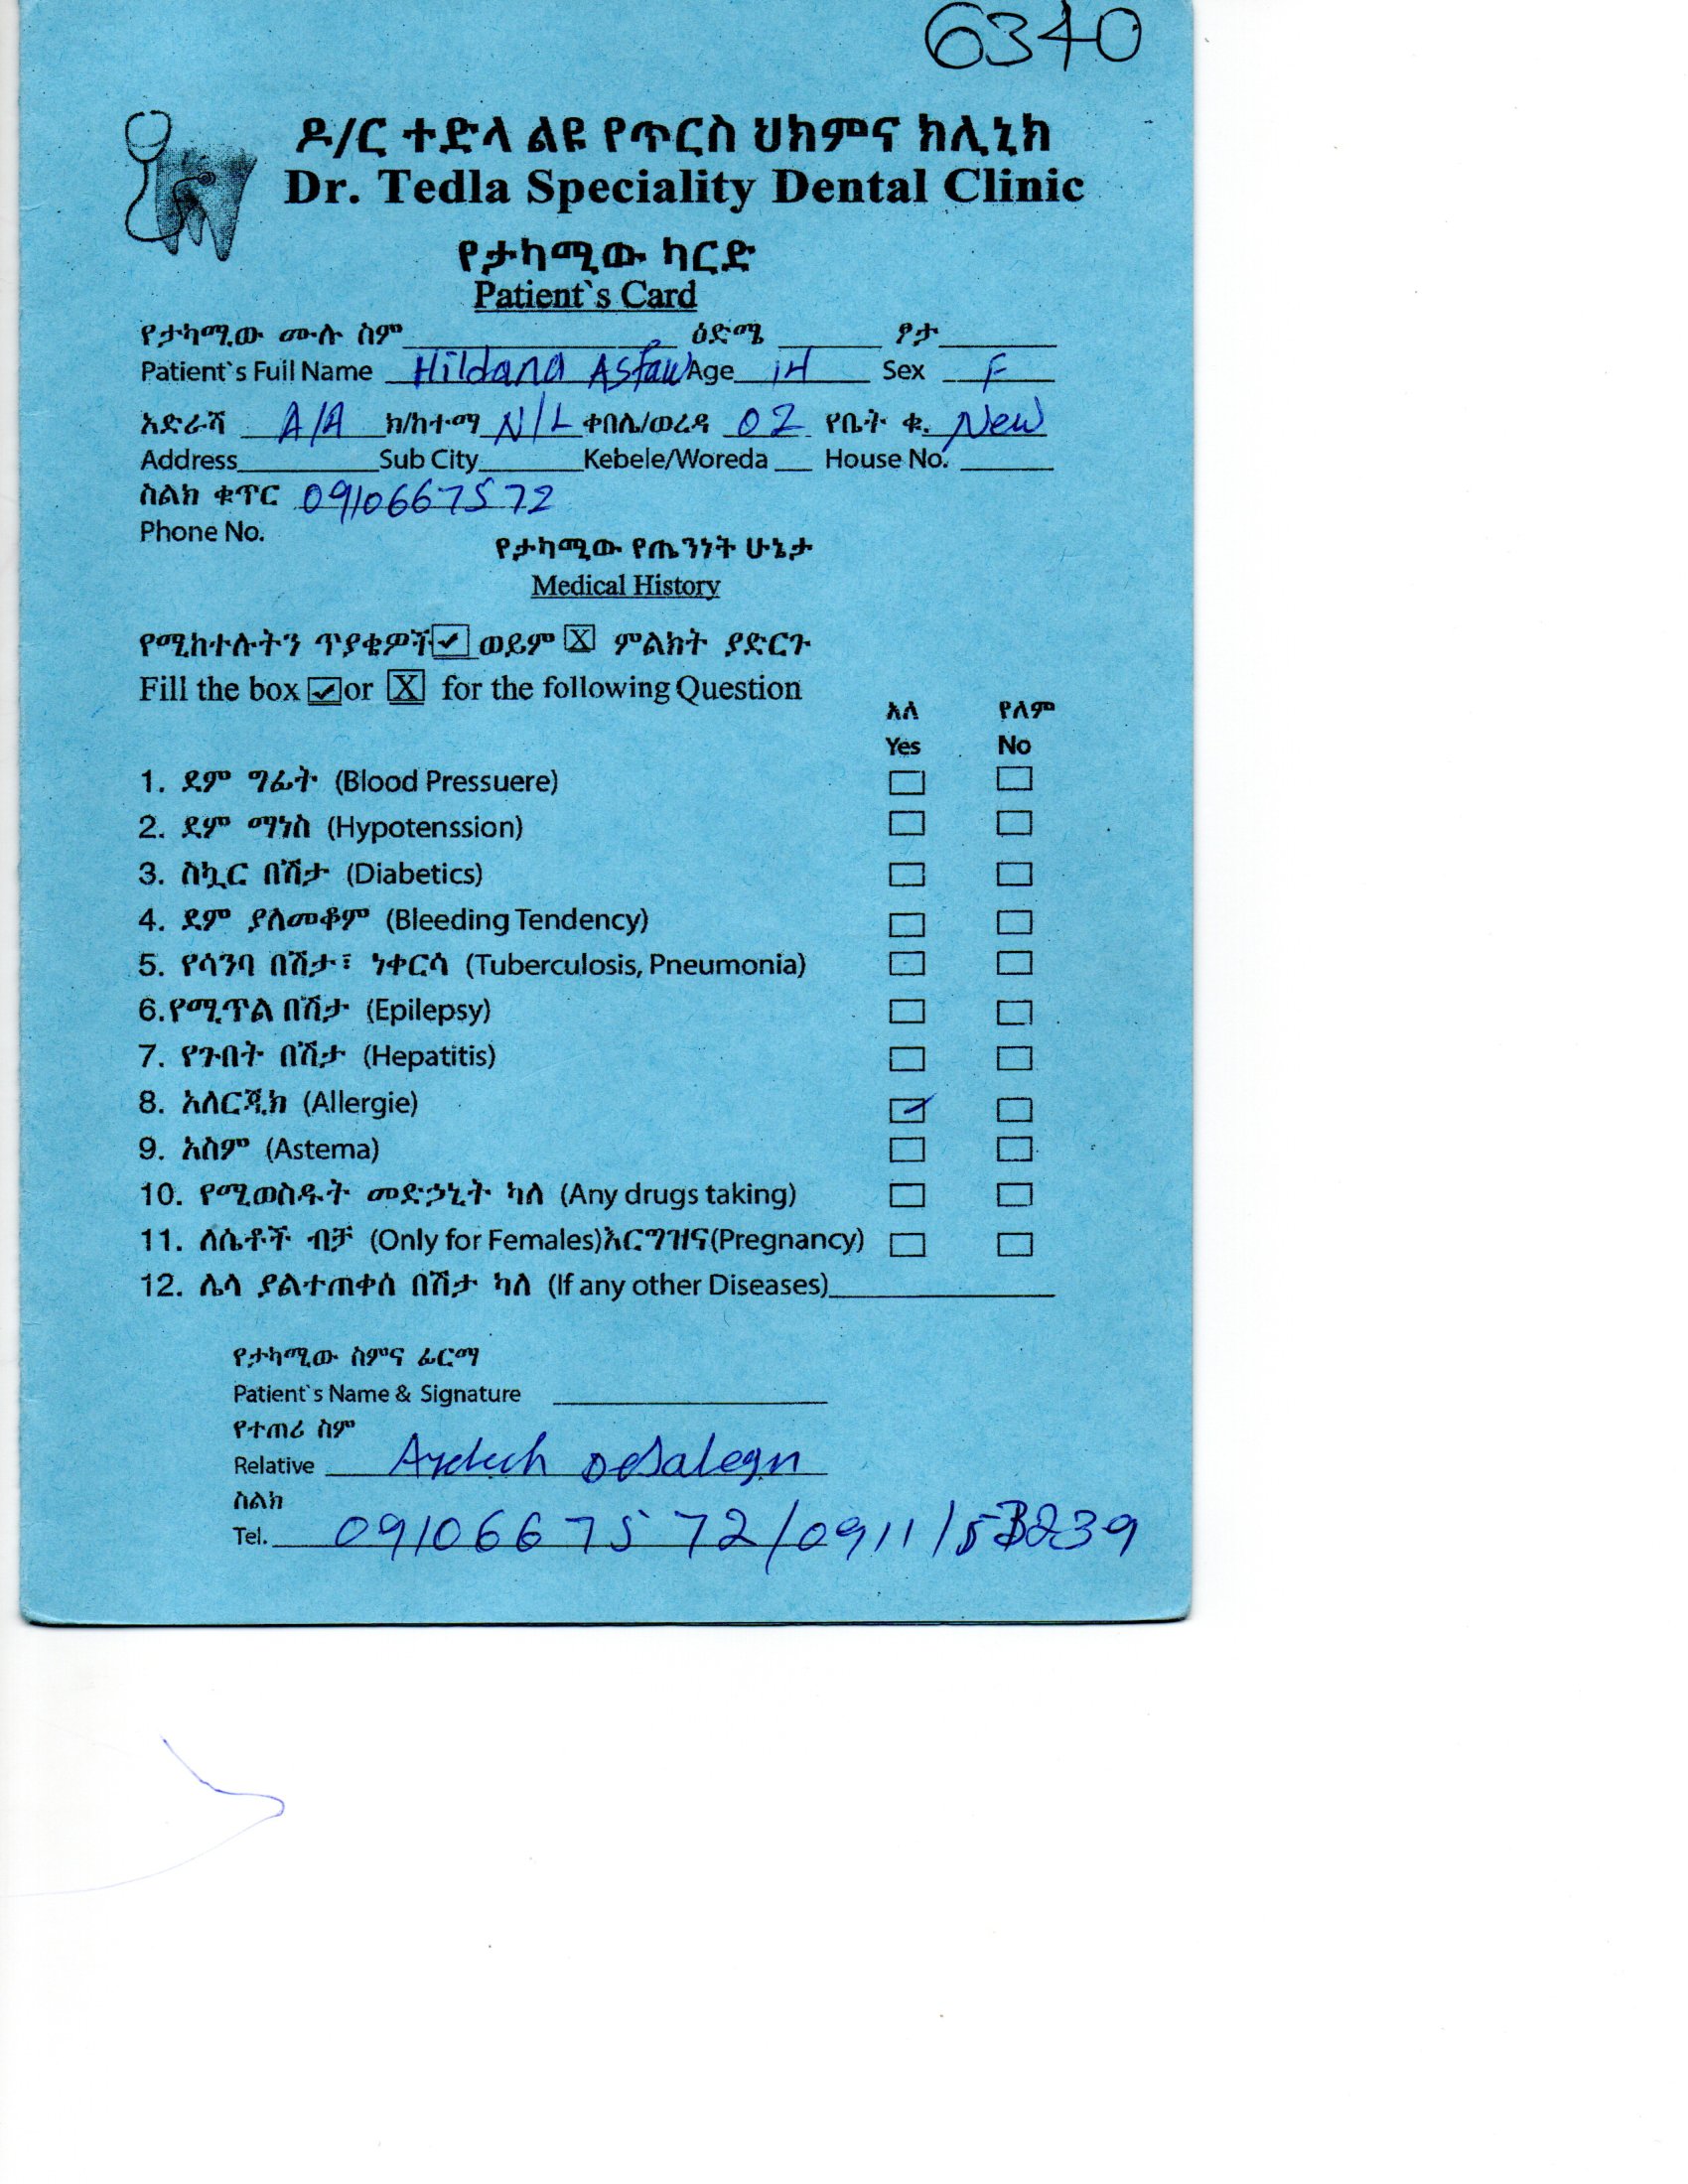 6340
ዶ/ር ተድላ ልዩ የጥርስ ህክምና ክሊኒክ
Dr. Tedla Speciality Dental Clinic
የታካሚው ካርድ
Patient`s Card
የታካሚው ሙሉ ስም ዕድሜ ፆታ
Patient`s Full Name Hildana Asfaw Age 14 Sex F
አድራሻ A/A ክ/ከተማ N/L ቀበሌ/ወረዳ 02 የቤት ቁ. New
Address Sub City Kebele/Woreda House No.
ስልክ ቁጥር 0910667572
Phone No.
የታካሚው የጤንነት ሁኔታ
Medical History
የሚከተሉትን ጥያቄዎች ✓ ወይም X ምልክት ያድርጉ
Fill the box ✓ or X for the following Question
አለ የለም
Yes No
1. ደም ግፊት (Blood Pressuere)
2. ደም ማነስ (Hypotenssion)
3. ስኳር በሽታ (Diabetics)
4. ደም ያለመቆም (Bleeding Tendency)
5. የሳንባ በሽታ፣ ነቀርሳ (Tuberculosis, Pneumonia)
6.የሚጥል በሽታ (Epilepsy)
7. የጉበት በሽታ (Hepatitis)
8. አለርጂክ (Allergie) ✓
9. አስም (Astema)
10. የሚወስዱት መድኃኒት ካለ (Any drugs taking)
11. ለሴቶች ብቻ (Only for Females)እርግዝና(Pregnancy)
12. ሌላ ያልተጠቀሰ በሽታ ካለ (If any other Diseases)
የታካሚው ስምና ፊርማ
Patient`s Name & Signature
የተጠሪ ስም
Relative
ስልክ
Tel. 0910667572/